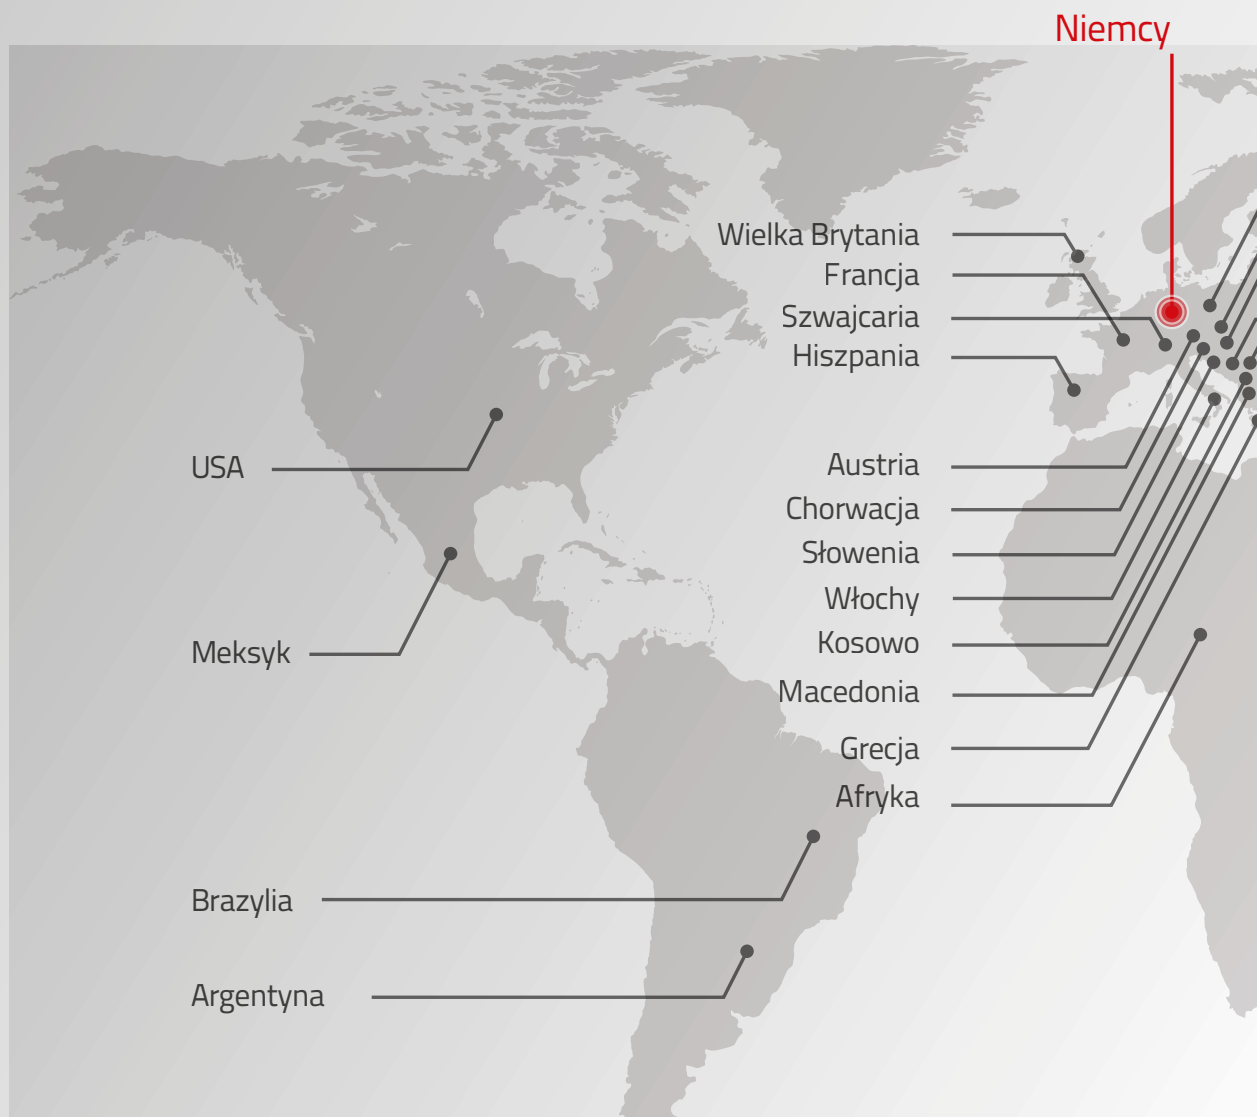 Niemcy
Wielka Brytania
Francja
Szwajcaria
Hiszpania
USA
Austria
Chorwacja
Słowenia
Włochy
Kosowo
Meksyk
Macedonia
Grecja
Afryka
Brazylia
Argentyna